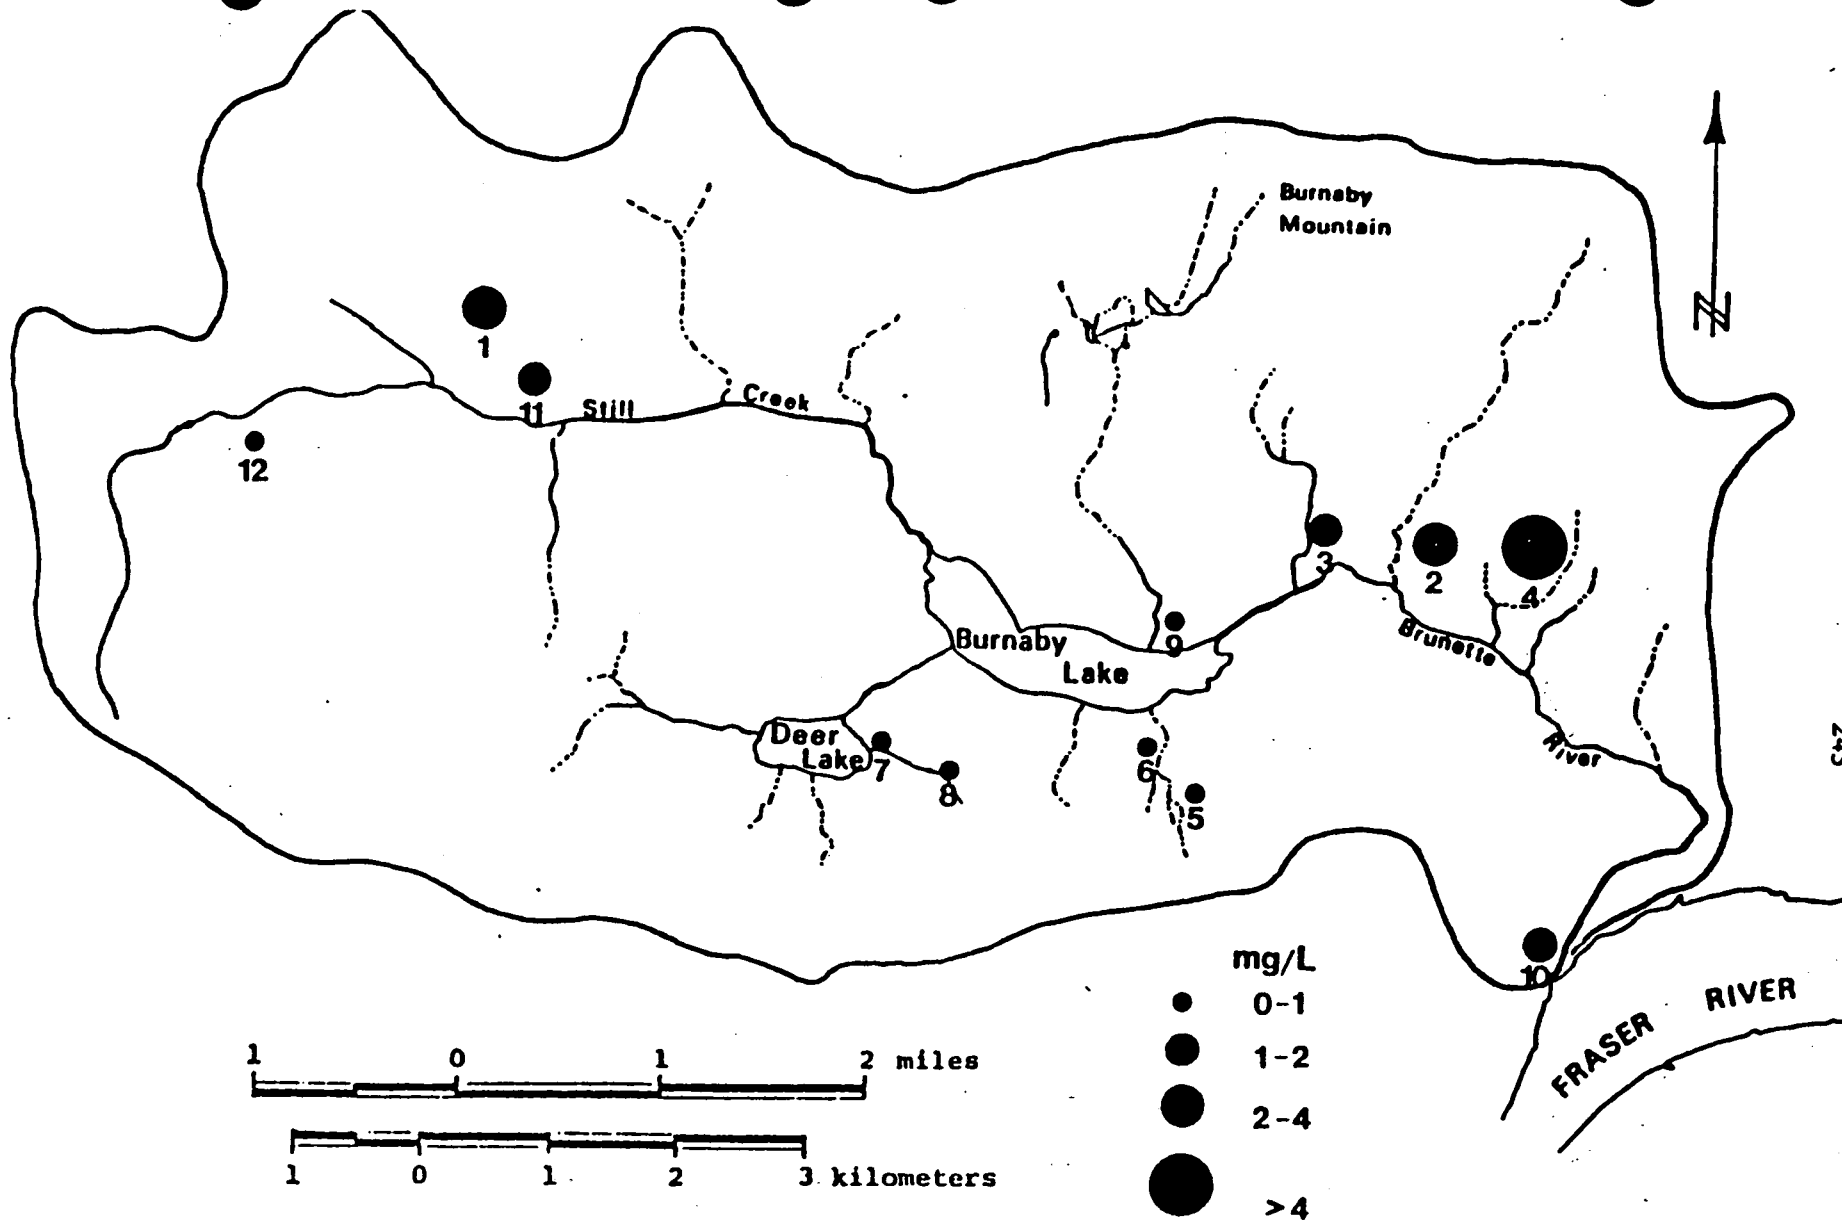 Burnaby
Mountain
N
1
11
Still
Creek
12
3
2
4
Burnaby
Lake
9
Brunette
River
Deer
Lake
7
8
6
5
10
mg/L
0-1
1-2
2-4
>4
FRASER RIVER
1 0 1 2 miles
1 0 1 2 3 kilometers